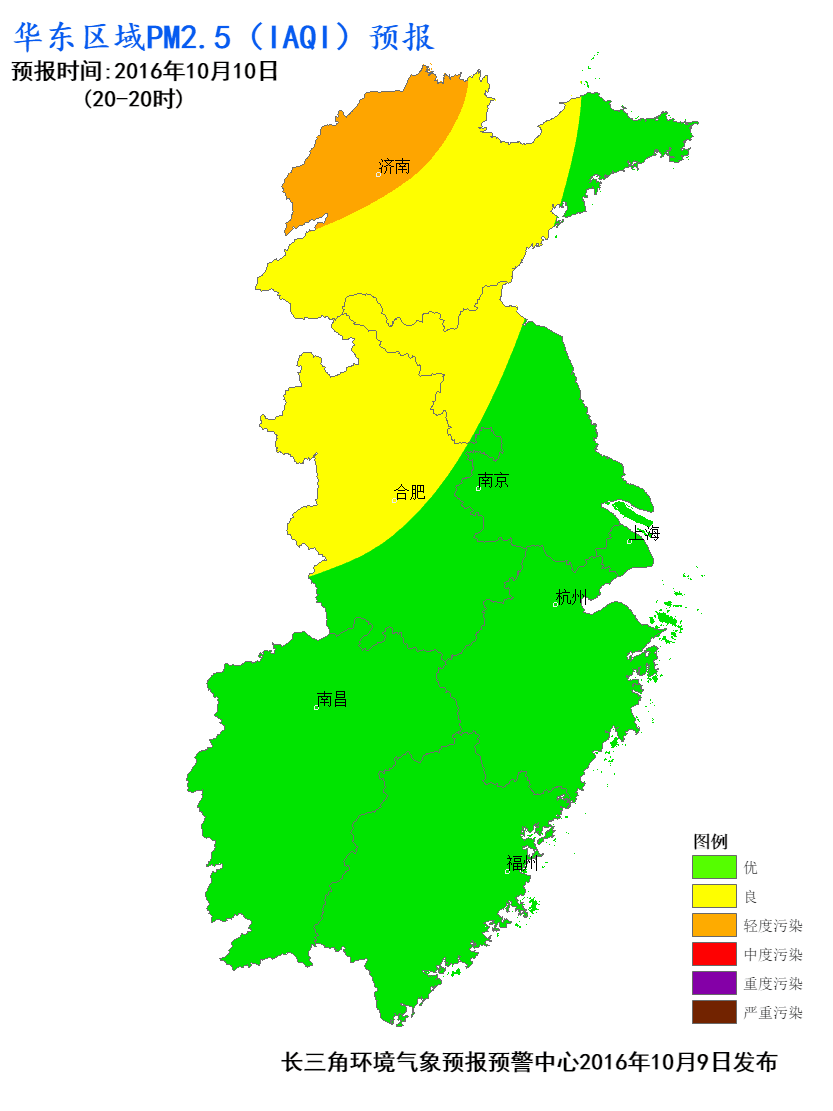 华东区域PM2.5（IAQI）预报
预报时间:2016年10月10日
(20-20时)
济南
合肥
南京
上海
杭州
南昌
福州
图例
优
良
轻度污染
中度污染
重度污染
严重污染
长三角环境气象预报预警中心2016年10月9日发布